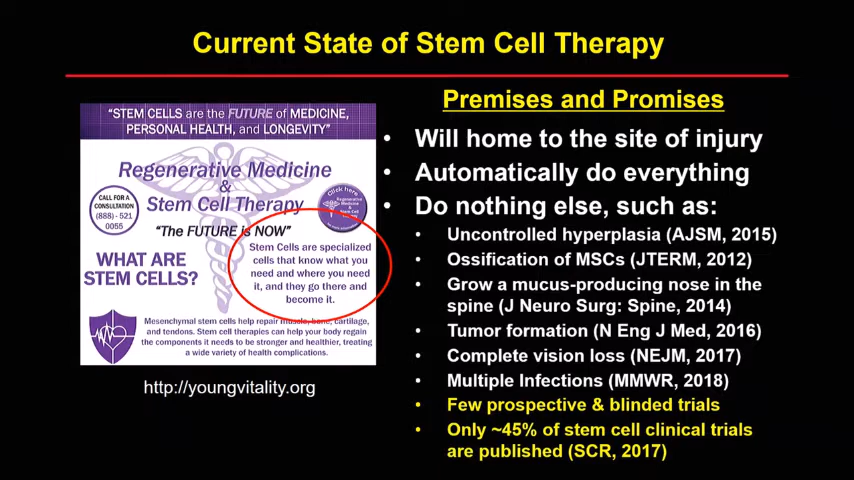 Current State of Stem Cell Therapy
"STEM CELLS are the FUTURE of MEDICINE,
PERSONAL HEALTH, and LONGEVITY"
Regenerative Medicine
&
Stem Cell Therapy
"The FUTURE is NOW"
CALL FOR A
CONSULTATION
(888) - 521
0055
Click here
Regenerative
Medicine
&
Stem Cell
Therapy
WHAT ARE
STEM CELLS?
Stem Cells are specialized
cells that know what you
need and where you need
it, and they go there and
become it.
Mesenchymal stem cells help repair muscle, bone, cartilage,
and tendons. Stem cell therapies can help your body regain
the components it needs to be stronger and healthier, treating
a wide variety of health complications.
http://youngvitality.org
Premises and Promises
• Will home to the site of injury
• Automatically do everything
• Do nothing else, such as:
• Uncontrolled hyperplasia (AJSM, 2015)
• Ossification of MSCs (JTERM, 2012)
• Grow a mucus-producing nose in the
spine (J Neuro Surg: Spine, 2014)
• Tumor formation (N Eng J Med, 2016)
• Complete vision loss (NEJM, 2017)
• Multiple Infections (MMWR, 2018)
• Few prospective & blinded trials
• Only ~45% of stem cell clinical trials
are published (SCR, 2017)